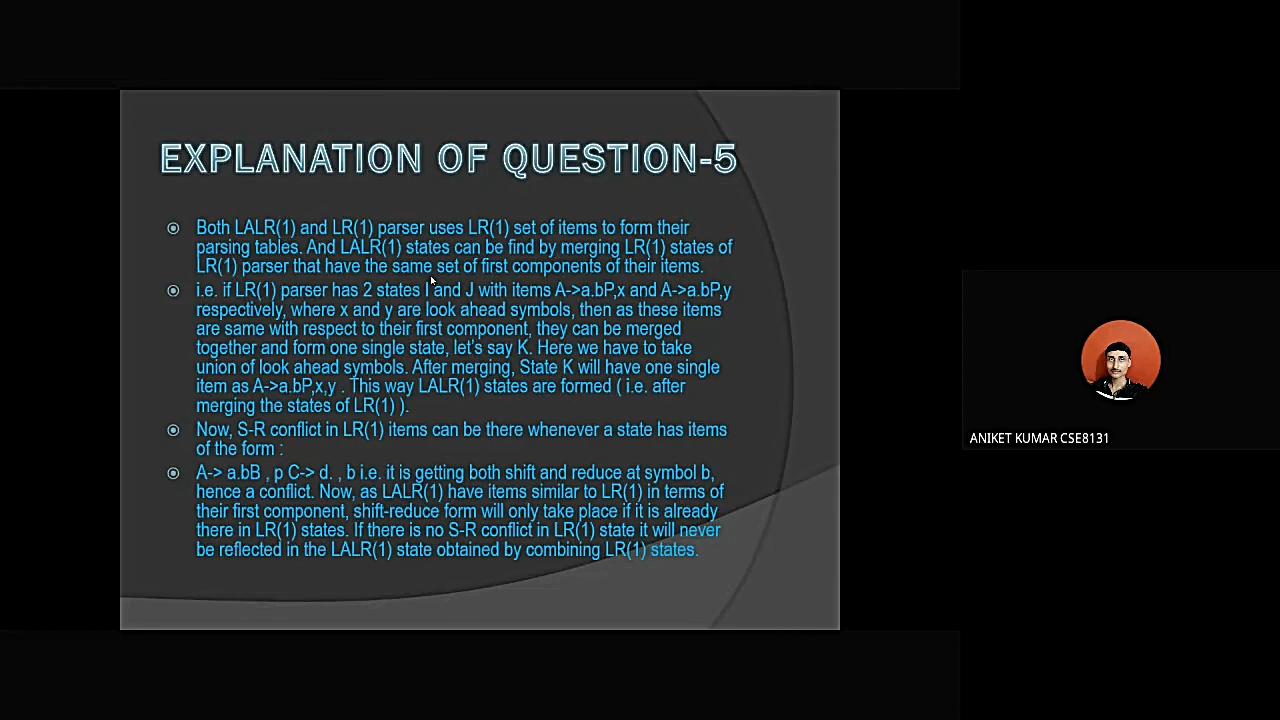 EXPLANATION OF QUESTION-5
Both LALR(1) and LR(1) parser uses LR(1) set of items to form their
parsing tables. And LALR(1) states can be find by merging LR(1) states of
LR(1) parser that have the same set of first components of their items.
i.e. if LR(1) parser has 2 states I and J with items A->a.bP,x and A->a.bP,y
respectively, where x and y are look ahead symbols, then as these items
are same with respect to their first component, they can be merged
together and form one single state, let's say K. Here we have to take
union of look ahead symbols. After merging, State K will have one single
item as A->a.bP,x,y . This way LALR(1) states are formed ( i.e. after
merging the states of LR(1) ).
Now, S-R conflict in LR(1) items can be there whenever a state has items
of the form :
A-> a.bB , p C-> d. , b i.e. it is getting both shift and reduce at symbol b,
hence a conflict. Now, as LALR(1) have items similar to LR(1) in terms of
their first component, shift-reduce form will only take place if it is already
there in LR(1) states. If there is no S-R conflict in LR(1) state it will never
be reflected in the LALR(1) state obtained by combining LR(1) states.
ANIKET KUMAR CSE8131